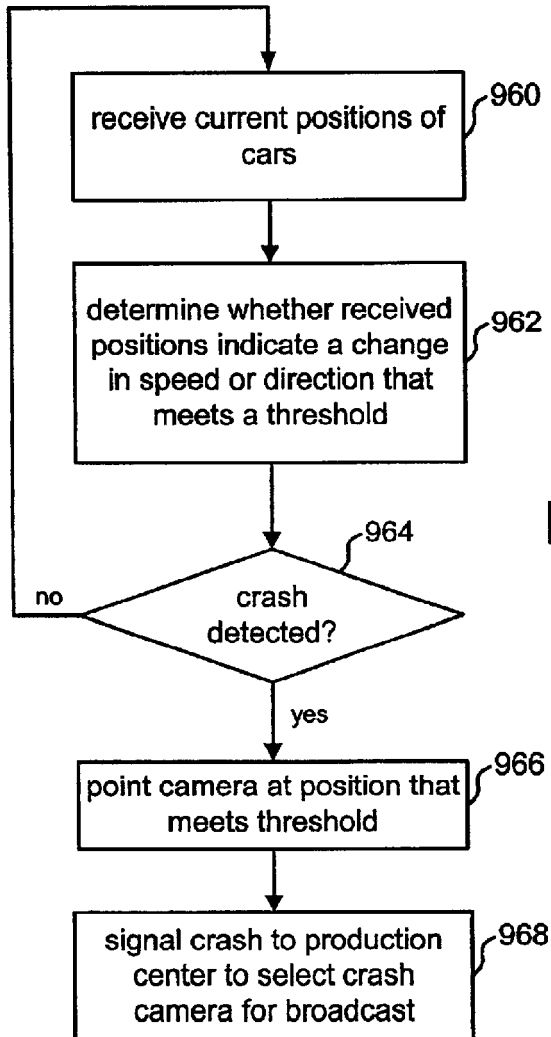 receive current positions of
cars
960
determine whether received
positions indicate a change
in speed or direction that
meets a threshold
962
964
crash
detected?
no
yes
point camera at position that
meets threshold
966
signal crash to production
center to select crash
camera for broadcast
968